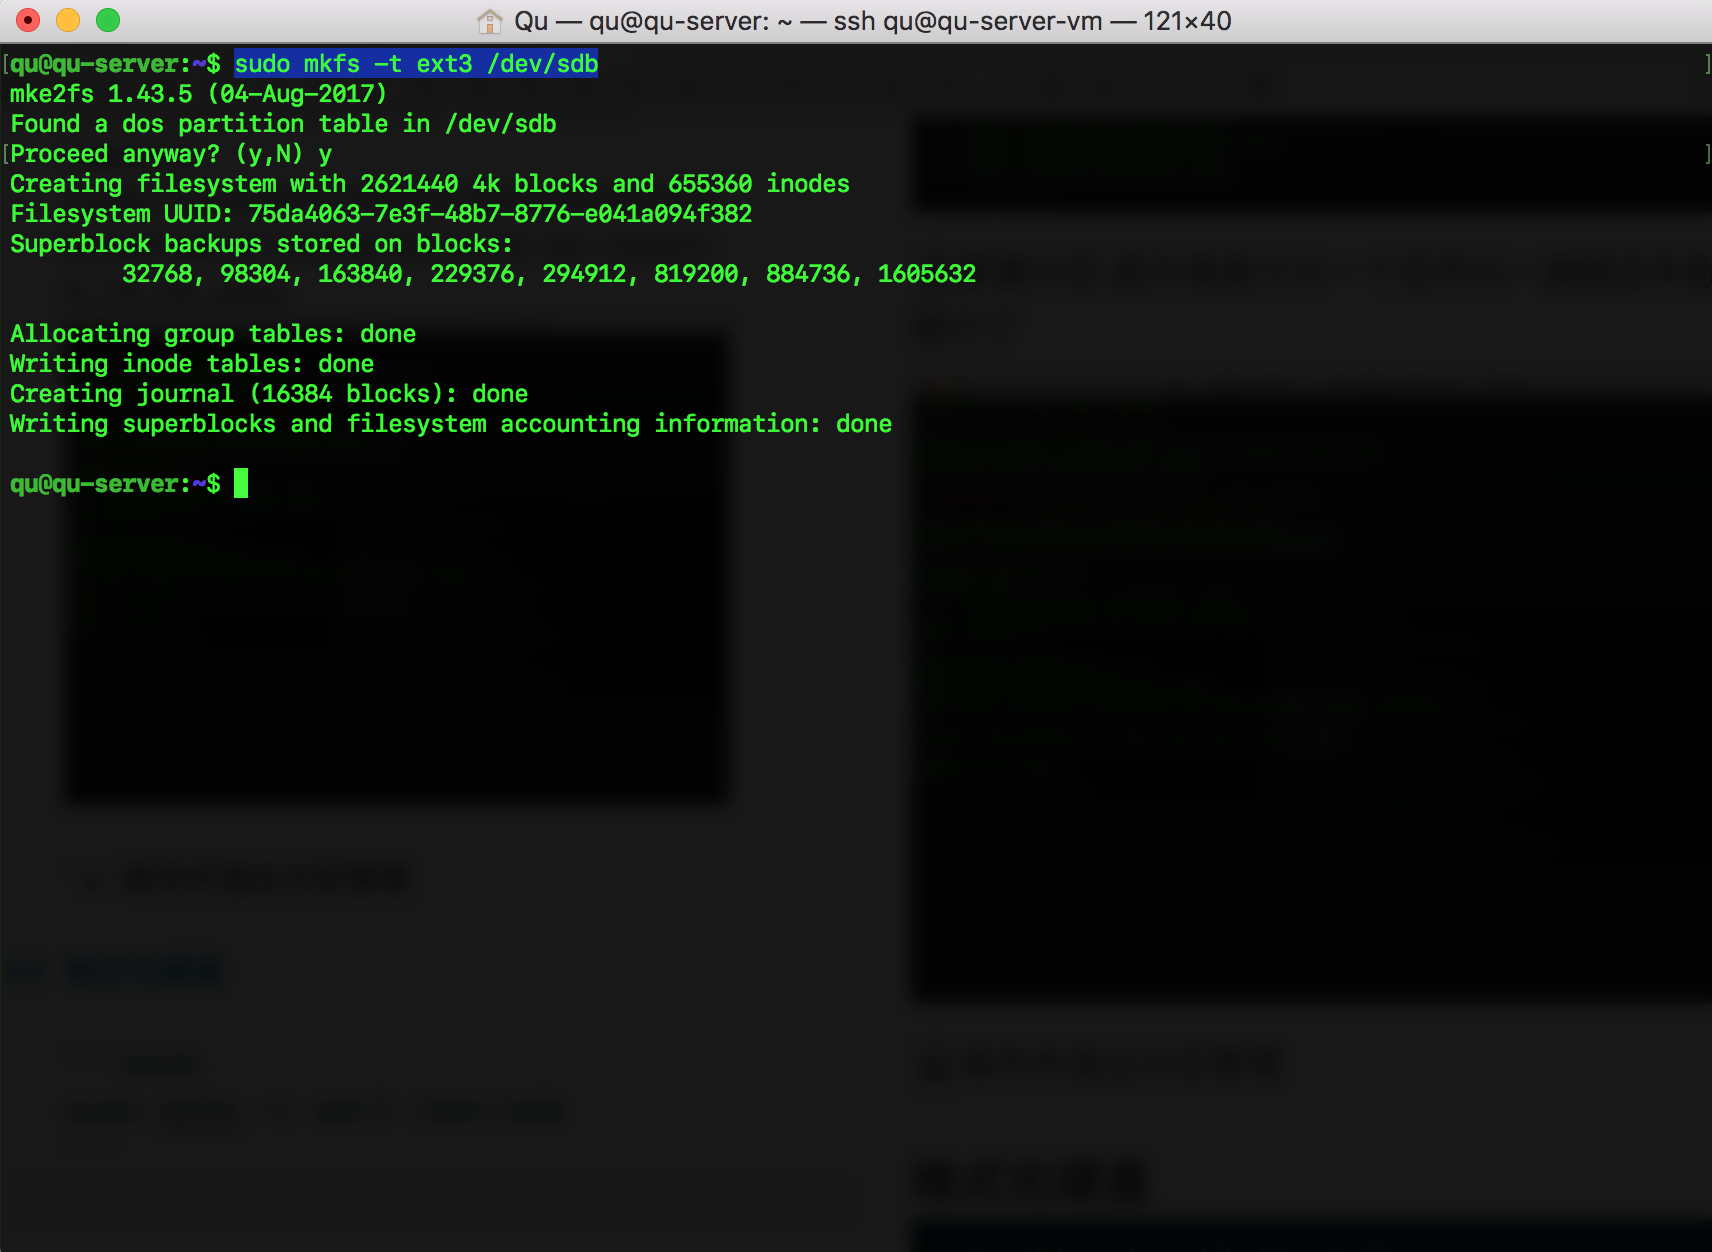 Qu — qu@qu-server: ~ — ssh qu@qu-server-vm — 121×40
[qu@qu-server:~$ sudo mkfs -t ext3 /dev/sdb ]
mke2fs 1.43.5 (04-Aug-2017)
Found a dos partition table in /dev/sdb
[Proceed anyway? (y,N) y ]
Creating filesystem with 2621440 4k blocks and 655360 inodes
Filesystem UUID: 75da4063-7e3f-48b7-8776-e041a094f382
Superblock backups stored on blocks:
32768, 98304, 163840, 229376, 294912, 819200, 884736, 1605632
Allocating group tables: done
Writing inode tables: done
Creating journal (16384 blocks): done
Writing superblocks and filesystem accounting information: done
qu@qu-server:~$